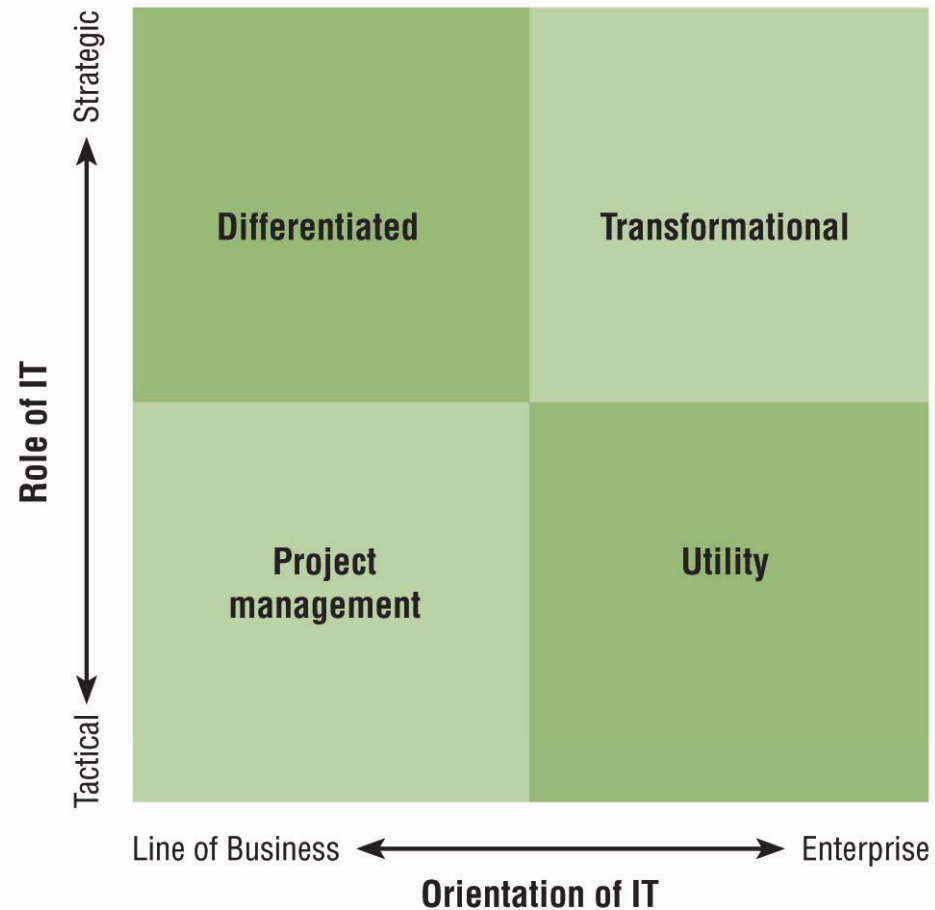 Strategic
Differentiated
Transformational
Role of IT
Project
management
Utility
Tactical
Line of Business
Enterprise
Orientation of IT